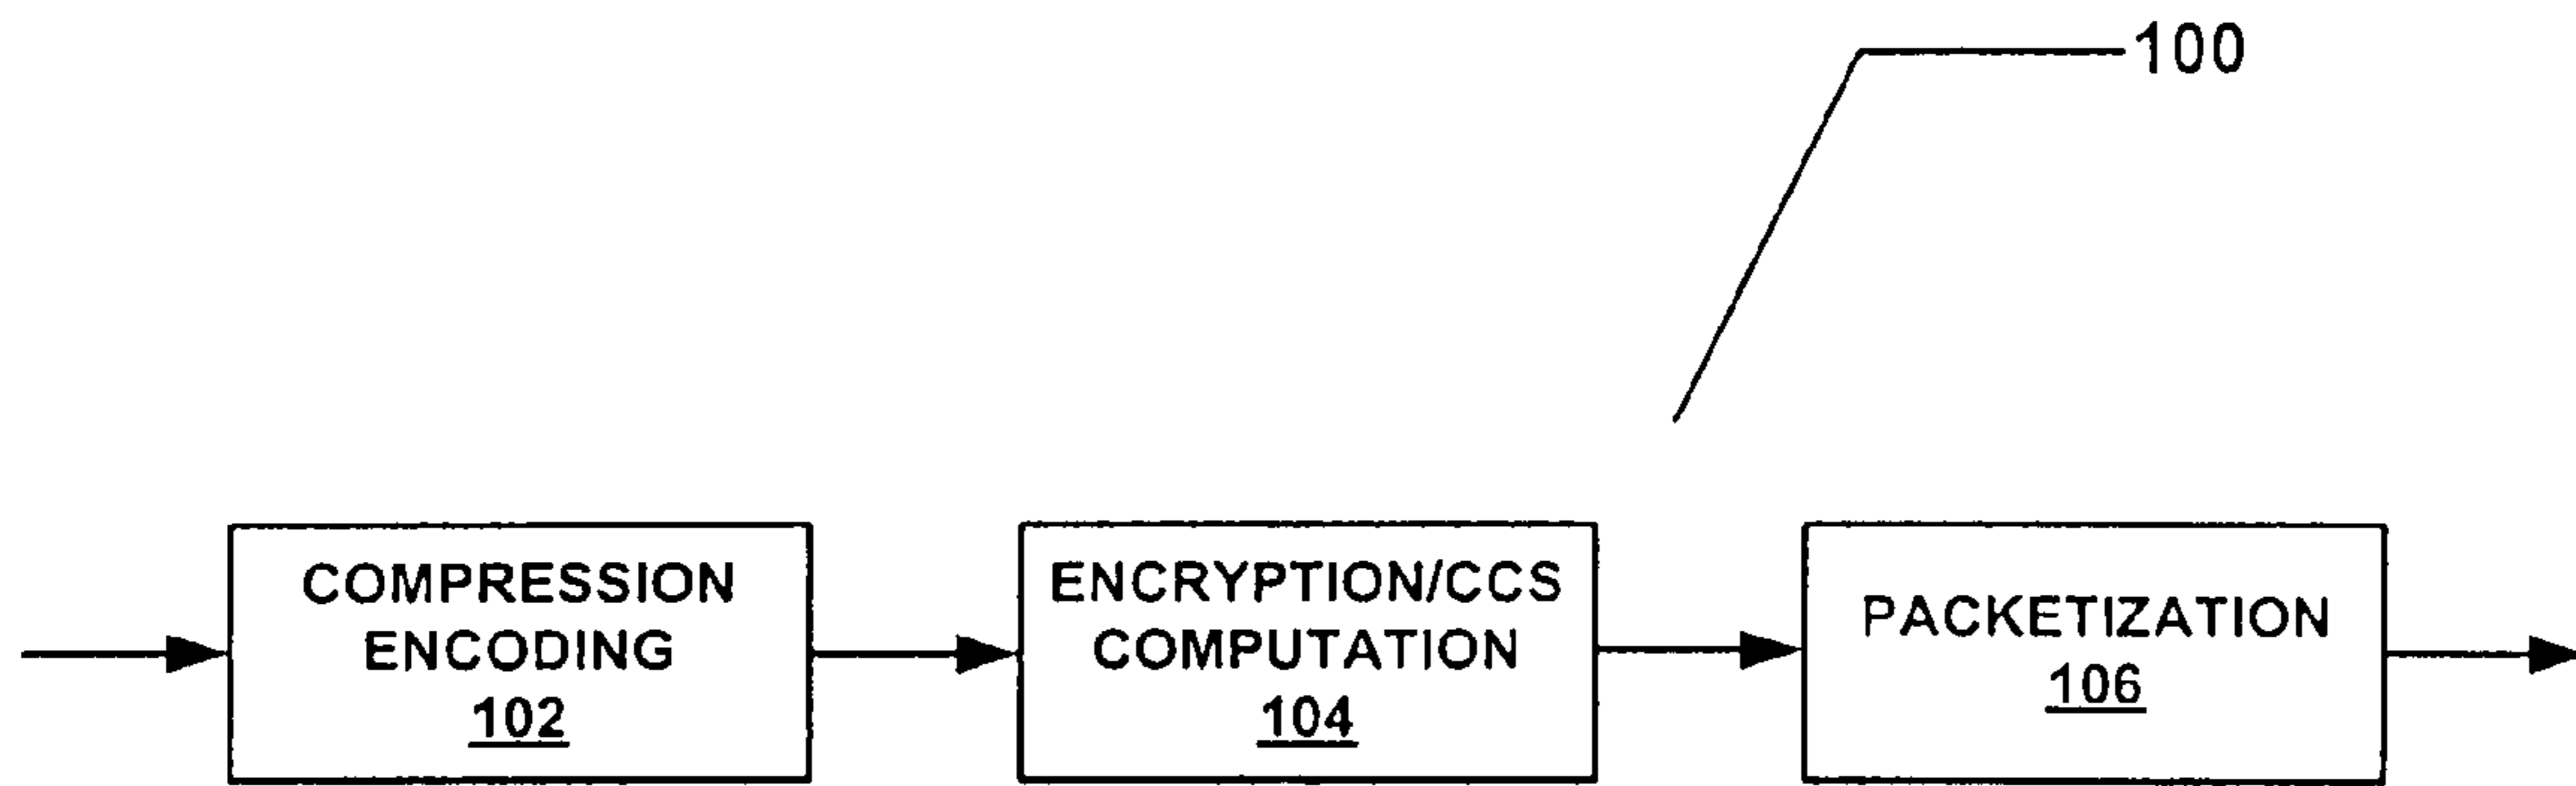 100
COMPRESSION
ENCODING
102
ENCRYPTION/CCS
COMPUTATION
104
PACKETIZATION
106